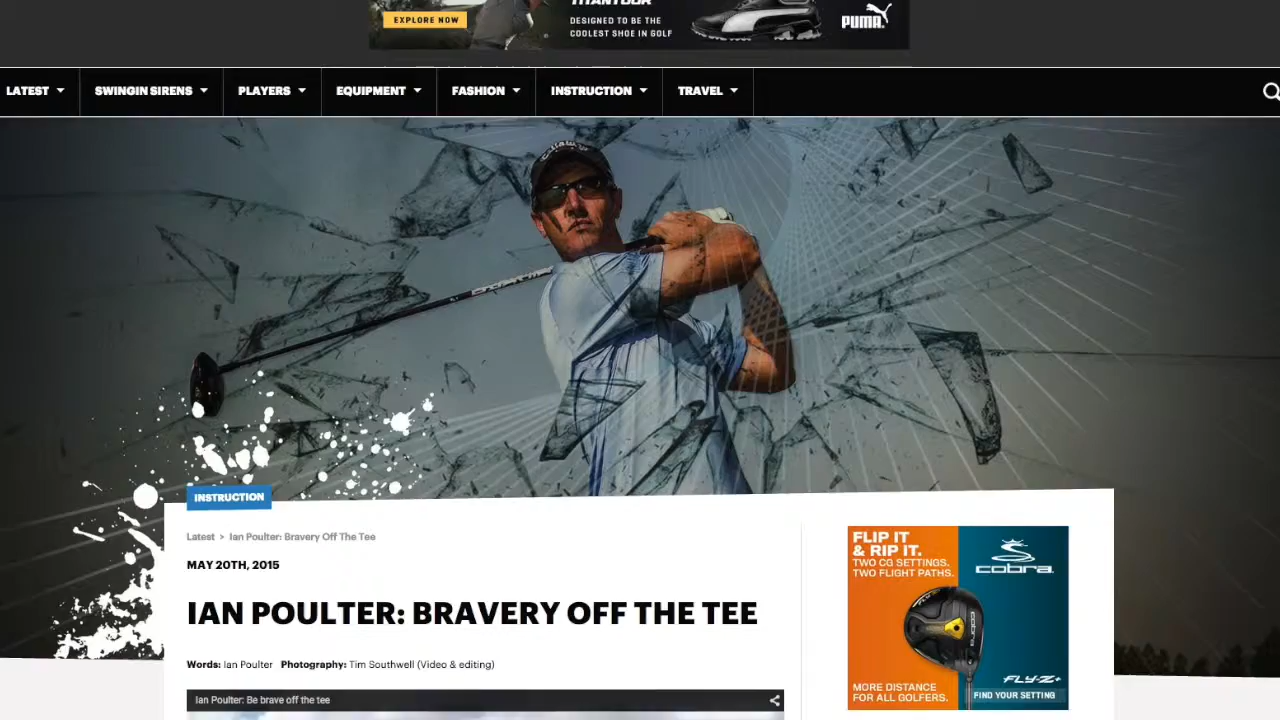 TITANTOUR
EXPLORE NOW
DESIGNED TO BE THE
COOLEST SHOE IN GOLF
PUMA
LATEST
SWINGIN SIRENS
PLAYERS
EQUIPMENT
FASHION
INSTRUCTION
TRAVEL
Callaway
INSTRUCTION
Latest > Ian Poulter: Bravery Off The Tee
MAY 20TH, 2015
IAN POULTER: BRAVERY OFF THE TEE
Words: Ian Poulter Photography: Tim Southwell (Video & editing)
Ian Poulter: Be brave off the tee
FLIP IT
& RIP IT.
TWO CG SETTINGS.
TWO FLIGHT PATHS.
cobra
MORE DISTANCE
FOR ALL GOLFERS.
FLY-Z+
FIND YOUR SETTING